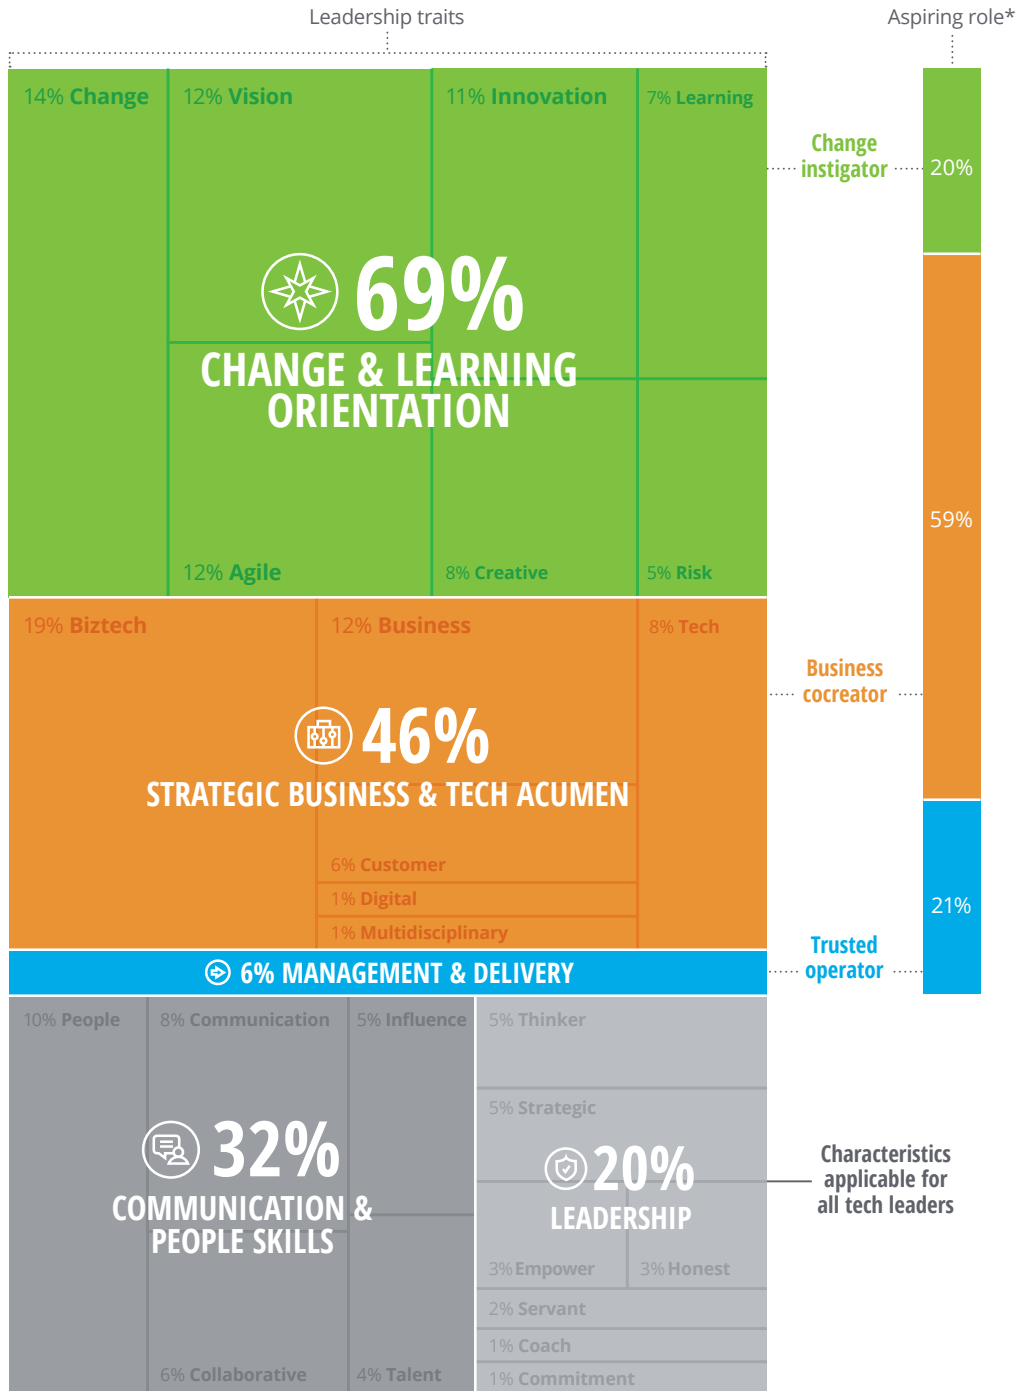 Leadership traits
Aspiring role*
14% Change
12% Vision
11% Innovation
7% Learning
69%
CHANGE & LEARNING
ORIENTATION
12% Agile
8% Creative
5% Risk
Change
instigator
20%
19% Biztech
12% Business
8% Tech
46%
STRATEGIC BUSINESS & TECH ACUMEN
6% Customer
1% Digital
1% Multidisciplinary
Business
cocreator
59%
6% MANAGEMENT & DELIVERY
Trusted
operator
21%
10% People
8% Communication
5% Influence
32%
COMMUNICATION &
PEOPLE SKILLS
6% Collaborative
4% Talent
5% Thinker
5% Strategic
20%
LEADERSHIP
3% Empower
3% Honest
2% Servant
1% Coach
1% Commitment
Characteristics
applicable for
all tech leaders